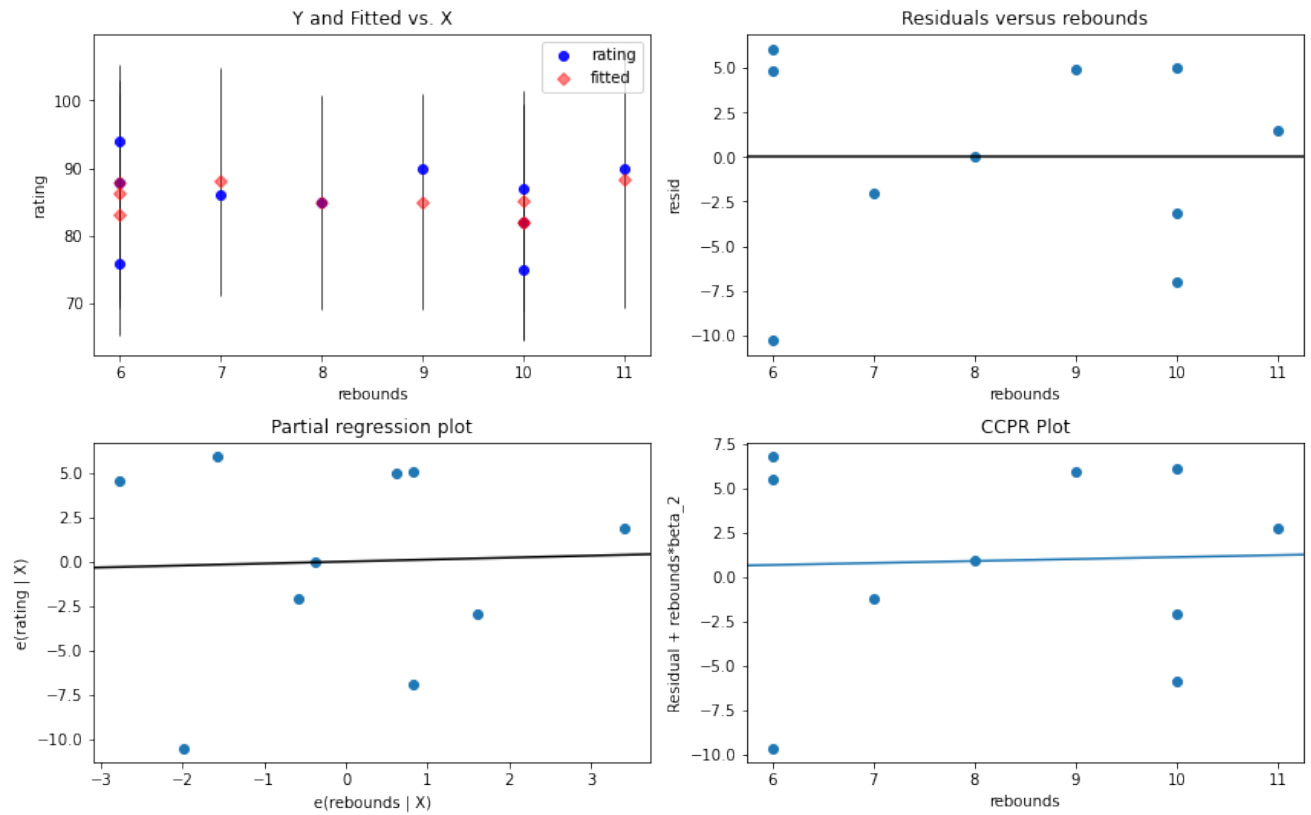 Y and Fitted vs. X
rating
fitted
100
90
80
70
rating
6 7 8 9 10 11
rebounds
Residuals versus rebounds
5.0
2.5
0.0
−2.5
−5.0
−7.5
−10.0
resid
6 7 8 9 10 11
rebounds
Partial regression plot
5.0
2.5
0.0
−2.5
−5.0
−7.5
−10.0
e(rating | X)
−3 −2 −1 0 1 2 3
e(rebounds | X)
CCPR Plot
7.5
5.0
2.5
0.0
−2.5
−5.0
−7.5
−10.0
Residual + rebounds*beta_2
6 7 8 9 10 11
rebounds